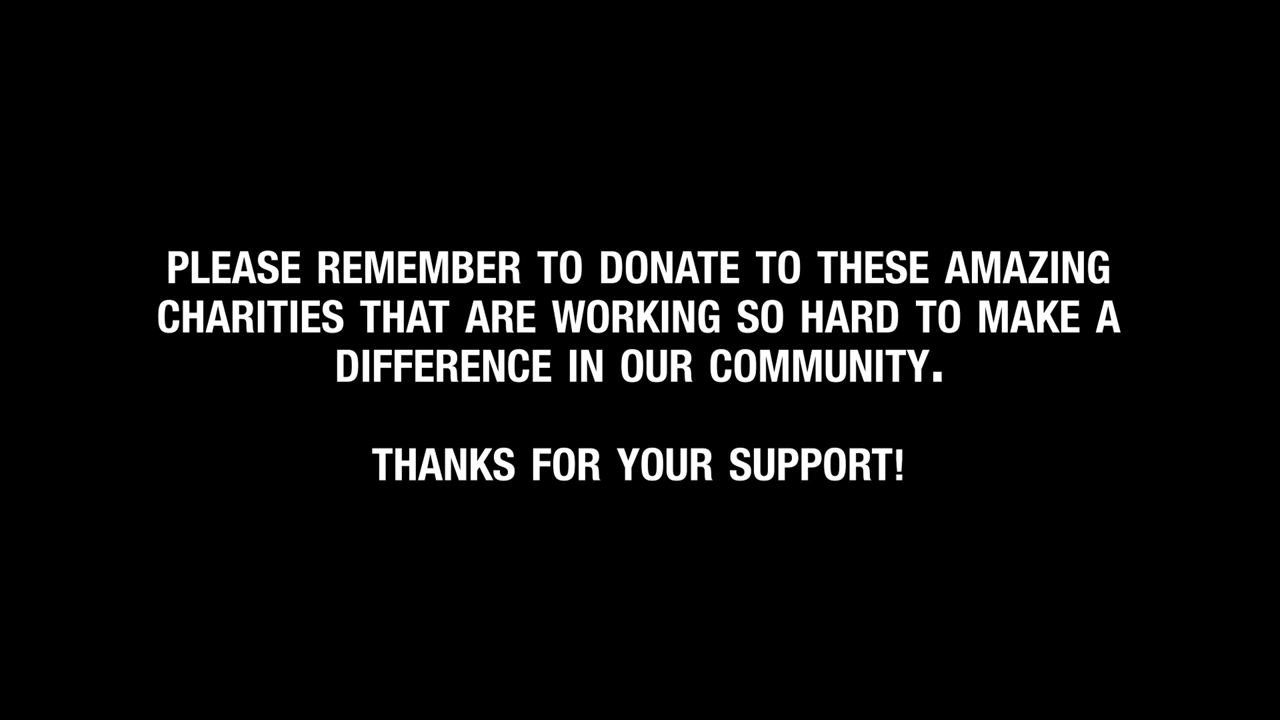 PLEASE REMEMBER TO DONATE TO THESE AMAZING
CHARITIES THAT ARE WORKING SO HARD TO MAKE A
DIFFERENCE IN OUR COMMUNITY.
THANKS FOR YOUR SUPPORT!